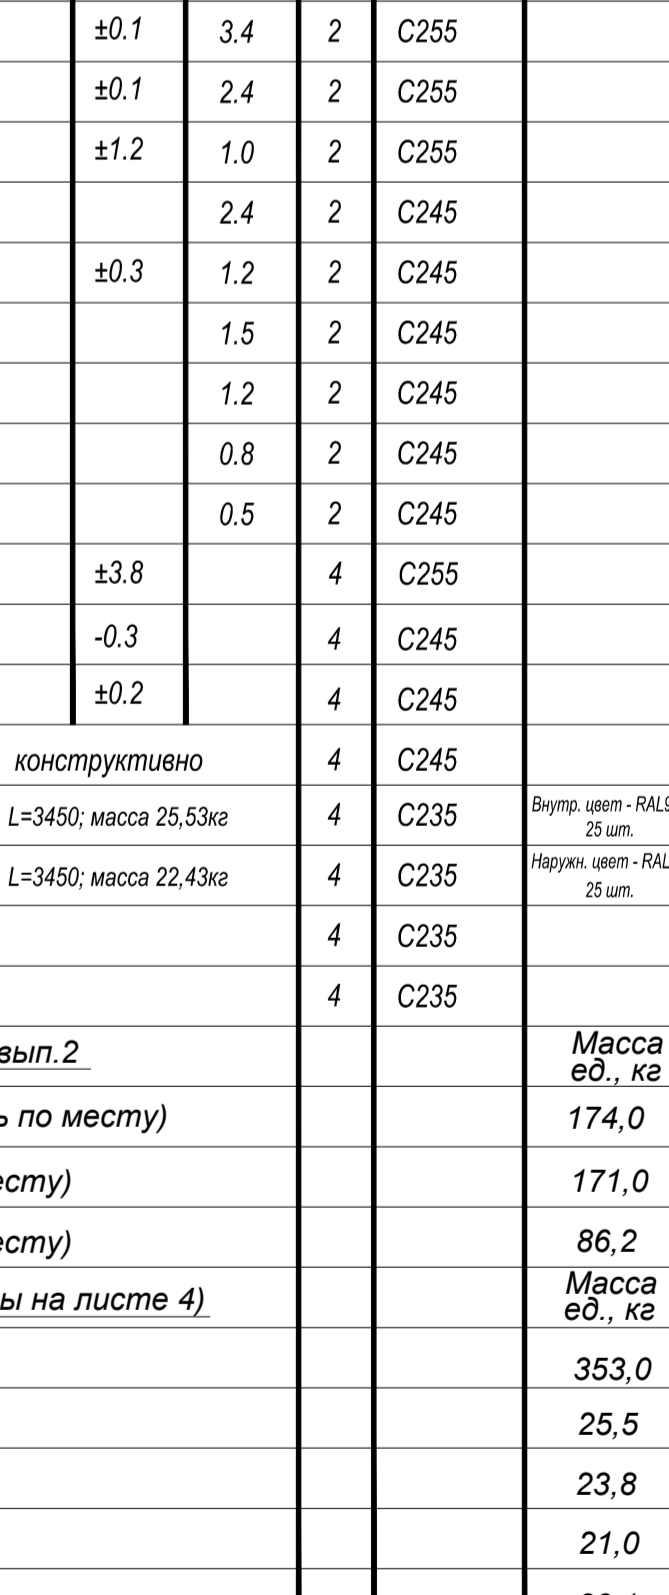 ±0.1 3.4 2 С255
±0.1 2.4 2 С255
±1.2 1.0 2 С255
2.4 2 С245
±0.3 1.2 2 С245
1.5 2 С245
1.2 2 С245
0.8 2 С245
0.5 2 С245
±3.8 4 С255
-0.3 4 С245
±0.2 4 С245
конструктивно 4 С245
L=3450; масса 25,53кг 4 С235 Внутр. цвет - RAL9
25 шт.
L=3450; масса 22,43кг 4 С235 Наружн. цвет - RAL
25 шт.
4 С235
4 С235
вып.2 Масса
ед., кг
ь по месту) 174,0
есту) 171,0
есту) 86,2
ы на листе 4) Масса
ед., кг
353,0
25,5
23,8
21,0